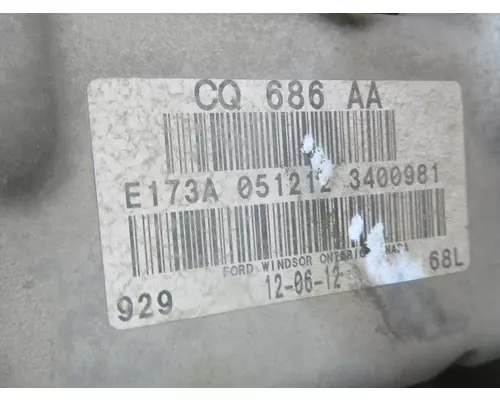 CQ 686 AA
E173A 051212 3400981
FORD WINDSOR ONTARIO
12-06-12
929
68L